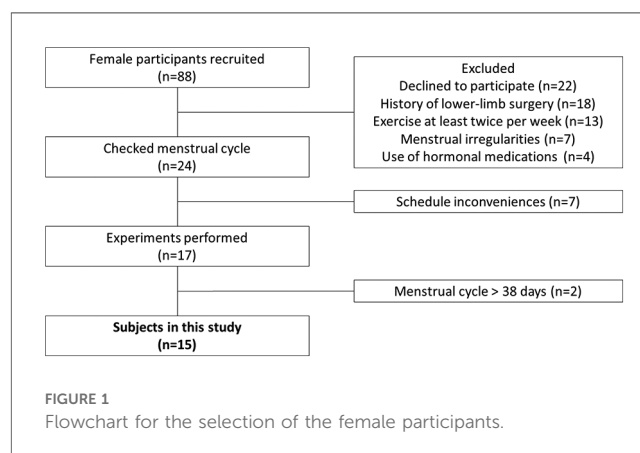 Female participants recruited
(n=88)
Excluded
Declined to participate (n=22)
History of lower-limb surgery (n=18)
Exercise at least twice per week (n=13)
Menstrual irregularities (n=7)
Use of hormonal medications (n=4)
Checked menstrual cycle
(n=24)
Schedule inconveniences (n=7)
Experiments performed
(n=17)
Menstrual cycle > 38 days (n=2)
Subjects in this study
(n=15)
FIGURE 1
Flowchart for the selection of the female participants.